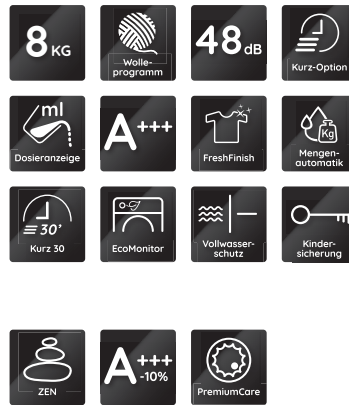 8 KG
Wolle-
programm
48 dB
Kurz-Option
ml
Dosieranzeige
A+++
FreshFinish
Kg
Mengen-
automatik
30'
Kurz 30
EcoMonitor
Vollwasser-
schutz
Kinder-
sicherung
ZEN
A+++
-10%
PremiumCare